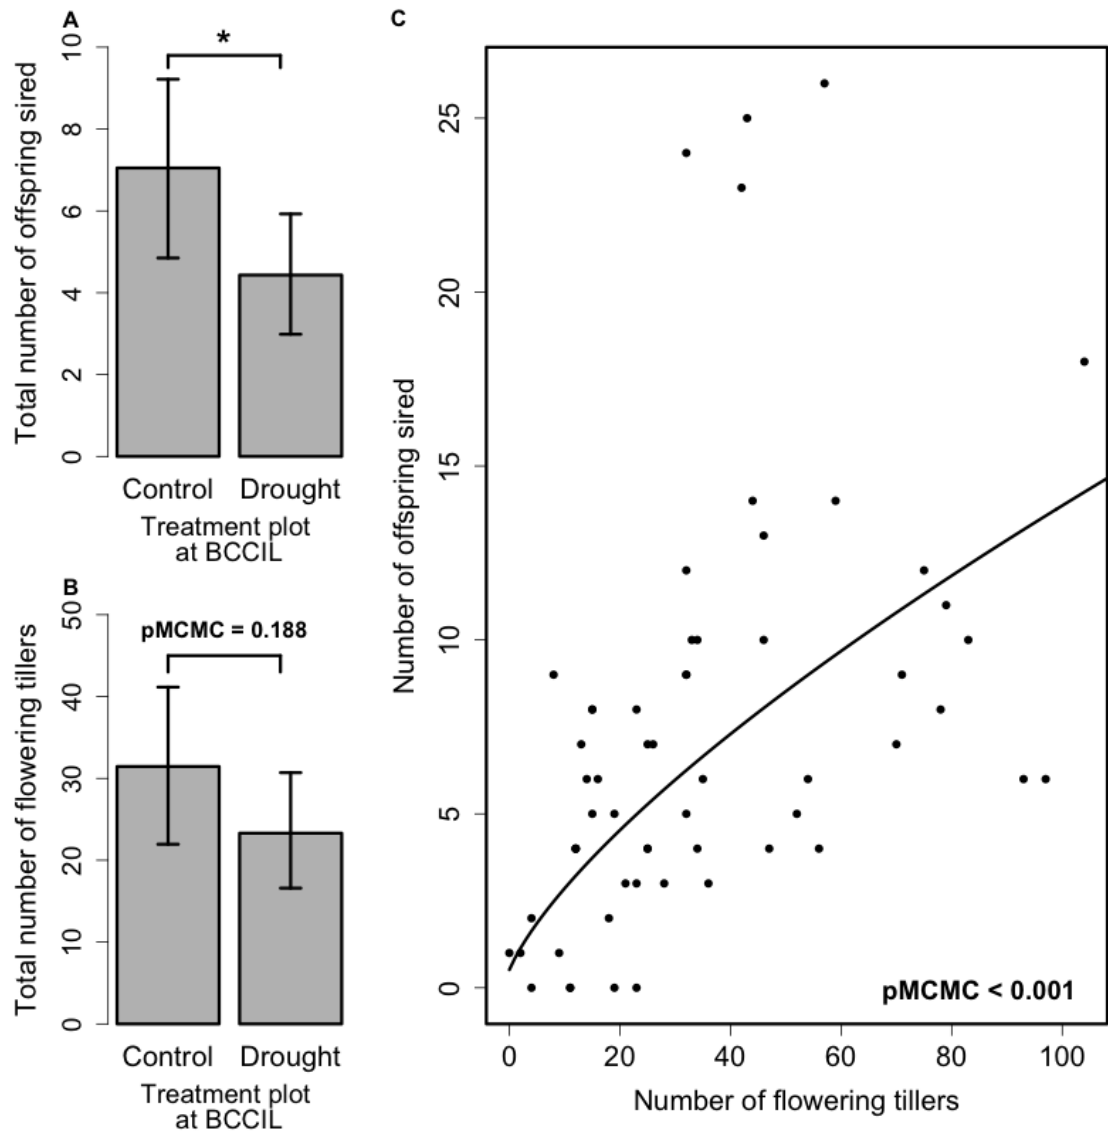 A
Total number of offspring sired
10
8
6
4
2
0
*
Control Drought
Treatment plot
at BCCIL
B
Total number of flowering tillers
50
40
30
20
10
0
pMCMC = 0.188
Control Drought
Treatment plot
at BCCIL
C
Number of offspring sired
25
20
15
10
5
0
pMCMC < 0.001
0 20 40 60 80 100
Number of flowering tillers